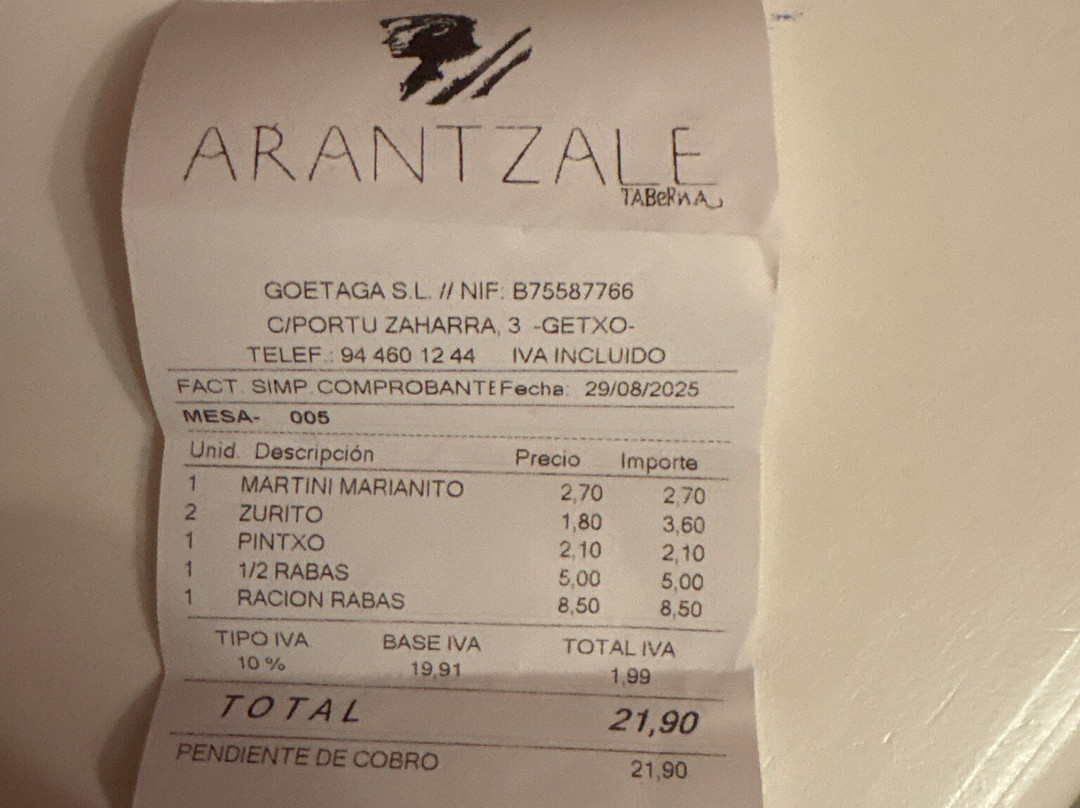 ARANTZALE
TABERNA
GOETAGA S.L. // NIF: B75587766
C/PORTU ZAHARRA, 3 -GETXO-
TELEF.: 94 460 12 44 IVA INCLUIDO
FACT. SIMP. COMPROBANTE Fecha: 29/08/2025
MESA- 005
Unid. Descripción Precio Importe
1 MARTINI MARIANITO 2,70 2,70
2 ZURITO 1,80 3,60
1 PINTXO 2,10 2,10
1 1/2 RABAS 5,00 5,00
1 RACION RABAS 8,50 8,50
TIPO IVA BASE IVA TOTAL IVA
10 % 19,91 1,99
TOTAL 21,90
PENDIENTE DE COBRO 21,90